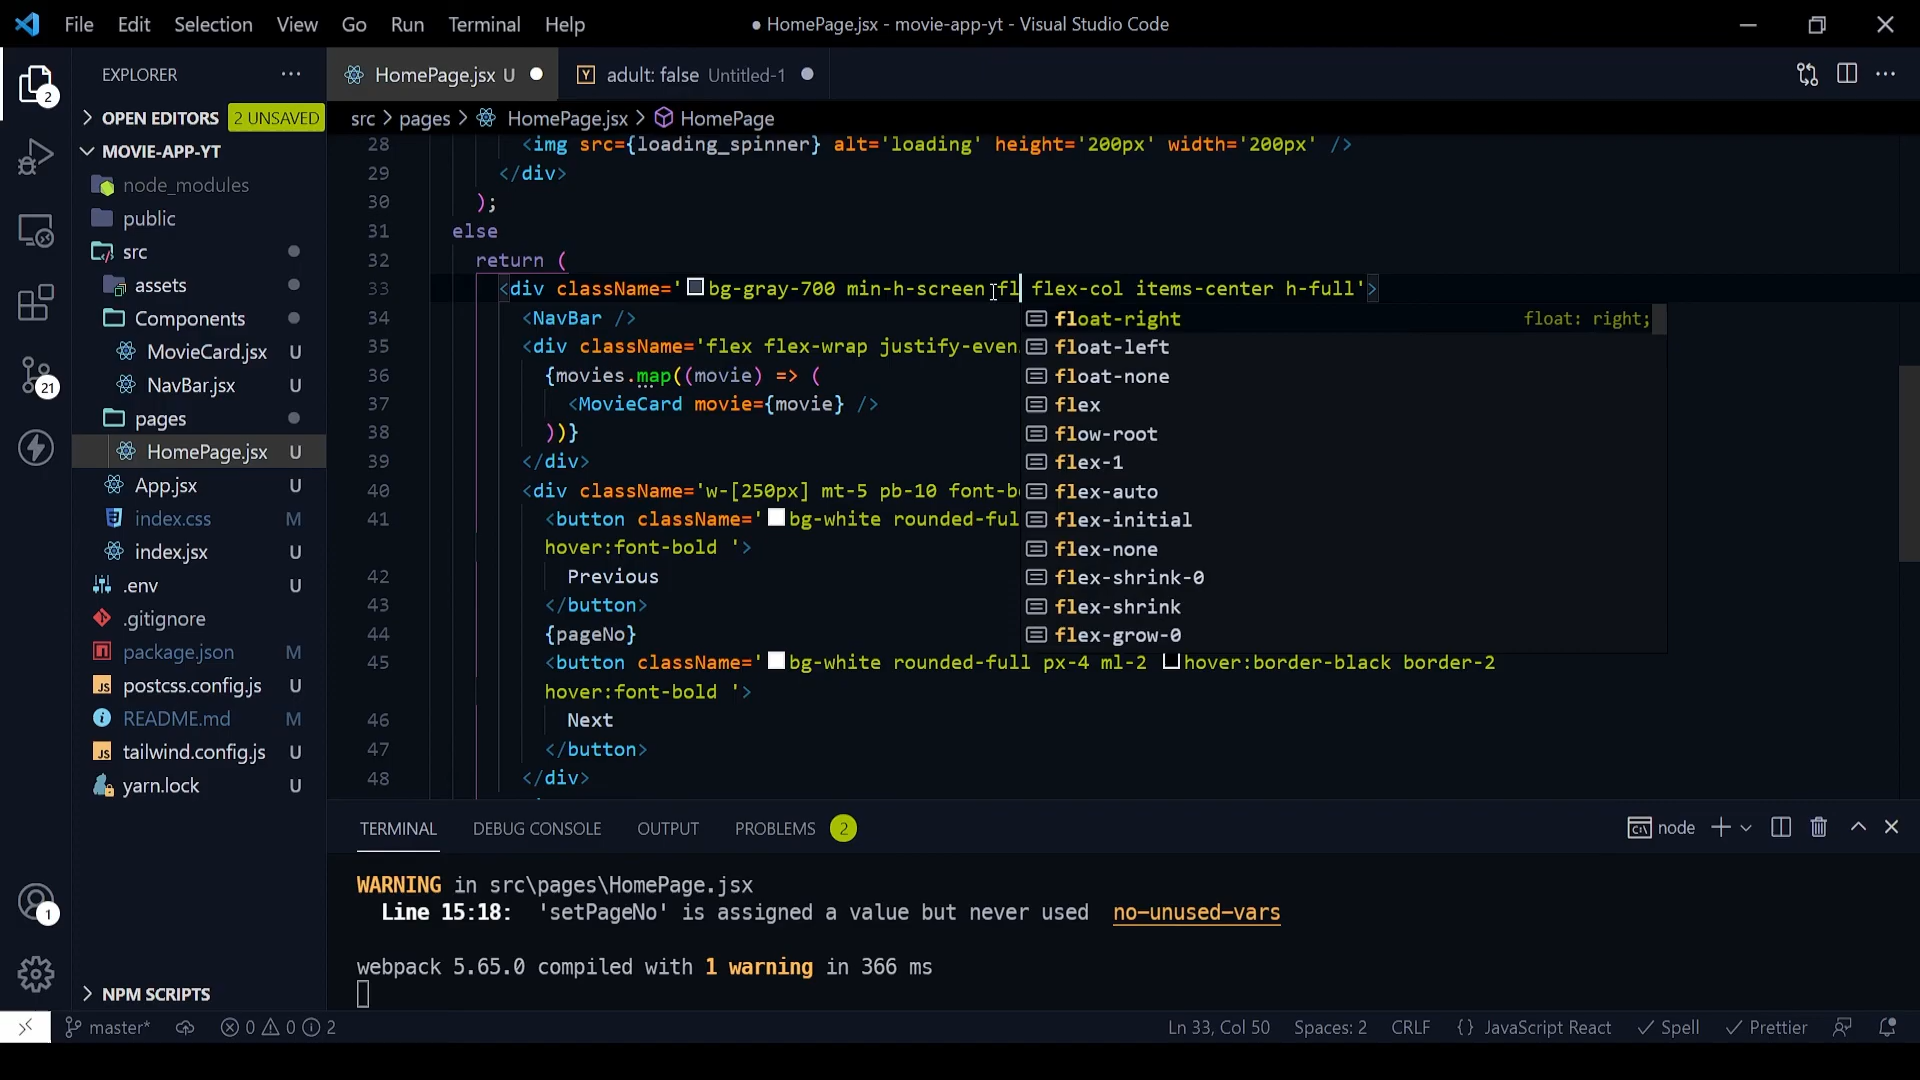 File Edit Selection View Go Run Terminal Help
● HomePage.jsx - movie-app-yt - Visual Studio Code
2
EXPLORER
HomePage.jsx U
adult: false Untitled-1
OPEN EDITORS 2 UNSAVED
src > pages > HomePage.jsx > HomePage
MOVIE-APP-YT
node_modules
public
src
assets
Components
MovieCard.jsx U
NavBar.jsx U
pages
HomePage.jsx U
App.jsx U
index.css M
index.jsx U
.env U
.gitignore
package.json M
postcss.config.js U
README.md M
tailwind.config.js U
yarn.lock U
NPM SCRIPTS
21
1
28 <img src={loading_spinner} alt='loading' height='200px' width='200px' />
29 </div>
30 );
31 else
32 return (
33 <div className='bg-gray-700 min-h-screen fl flex-col items-center h-full'>
34 <NavBar />
35 <div className='flex flex-wrap justify-even
36 {movies.map((movie) => (
37 <MovieCard movie={movie} />
38 ))}
39 </div>
40 <div className='w-[250px] mt-5 pb-10 font-b
41 <button className='bg-white rounded-ful
hover:font-bold '>
42 Previous
43 </button>
44 {pageNo}
45 <button className='bg-white rounded-full px-4 ml-2 hover:border-black border-2
hover:font-bold '>
46 Next
47 </button>
48 </div>
float-right float: right;
float-left
float-none
flex
flow-root
flex-1
flex-auto
flex-initial
flex-none
flex-shrink-0
flex-shrink
flex-grow-0
TERMINAL DEBUG CONSOLE OUTPUT PROBLEMS 2
node
WARNING in src\pages\HomePage.jsx
Line 15:18: 'setPageNo' is assigned a value but never used no-unused-vars
webpack 5.65.0 compiled with 1 warning in 366 ms
master* 0 0 2
Ln 33, Col 50 Spaces: 2 CRLF {} JavaScript React Spell Prettier